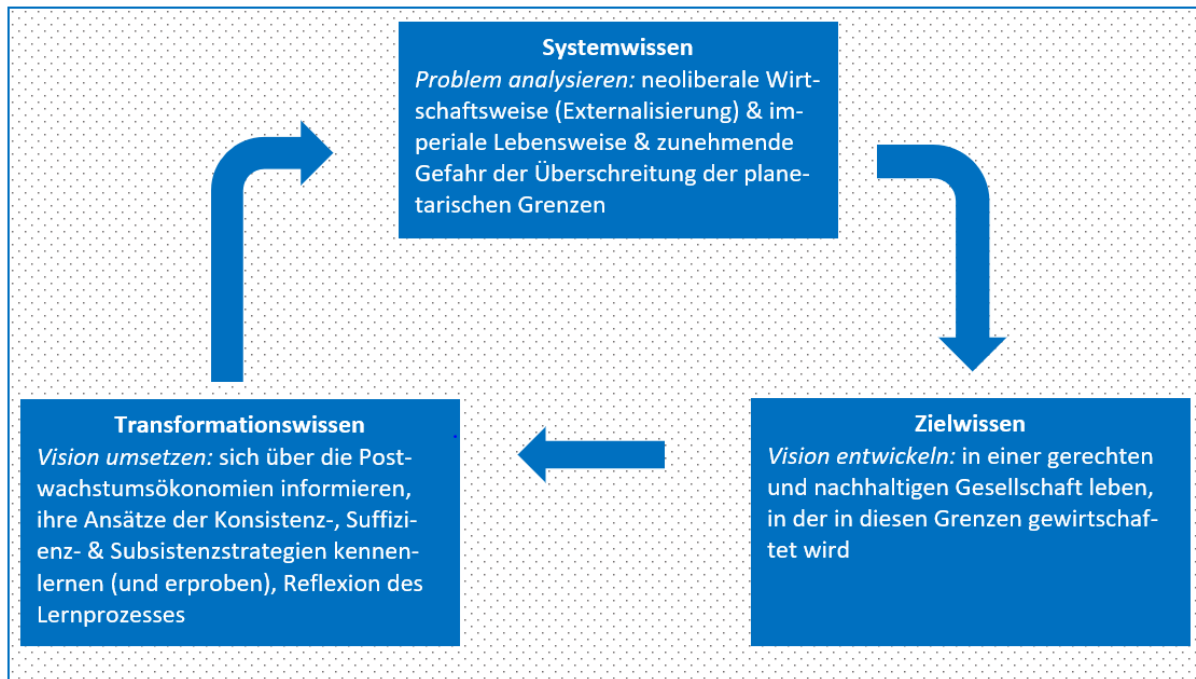 Systemwissen
Problem analysieren: neoliberale Wirt-
schaftsweise (Externalisierung) & im-
periale Lebensweise & zunehmende
Gefahr der Überschreitung der plane-
tarischen Grenzen
Transformationswissen
Vision umsetzen: sich über die Post-
wachstumsökonomien informieren,
ihre Ansätze der Konsistenz-, Suffizi-
enz- & Subsistenzstrategien kennen-
lernen (und erproben), Reflexion des
Lernprozesses
Zielwissen
Vision entwickeln: in einer gerechten
und nachhaltigen Gesellschaft leben,
in der in diesen Grenzen gewirtschaf-
tet wird